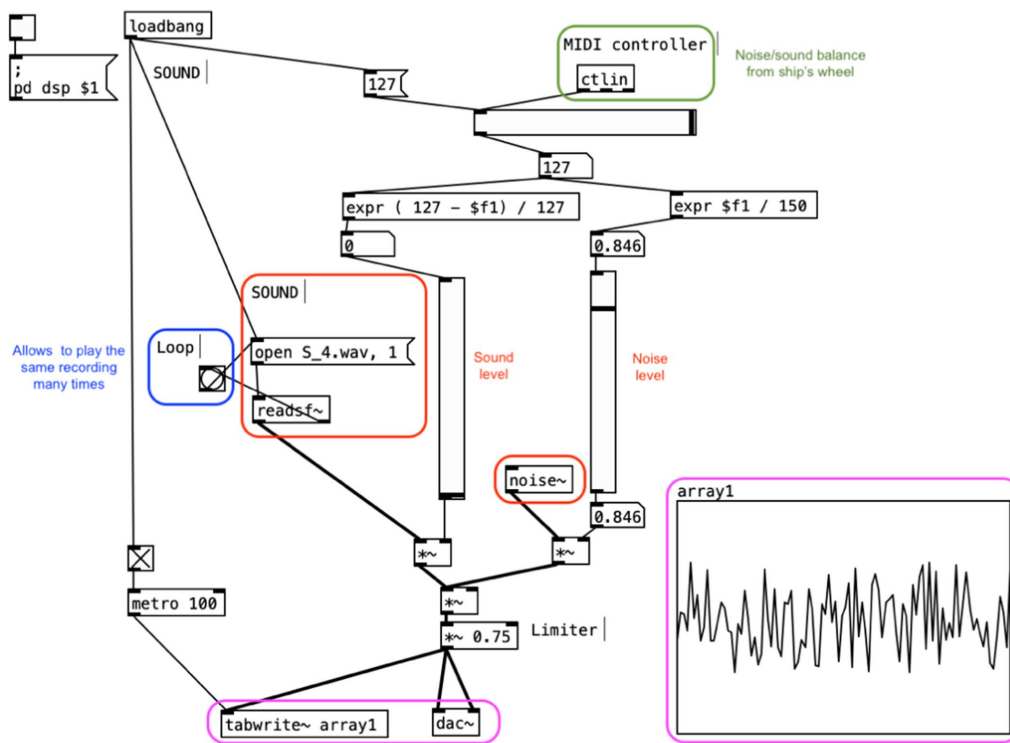 loadbang
;
pd dsp $1
SOUND
127
MIDI controller
ctlin
Noise/sound balance
from ship's wheel
127
expr ( 127 - $f1) / 127
expr $f1 / 150
0
0.846
SOUND
Allows to play the
same recording
many times
Loop
open S_4.wav, 1
readsf~
Sound
level
Noise
level
noise~
0.846
array1
*~
*~
metro 100
*~
*~ 0.75
Limiter
tabwrite~ array1
dac~